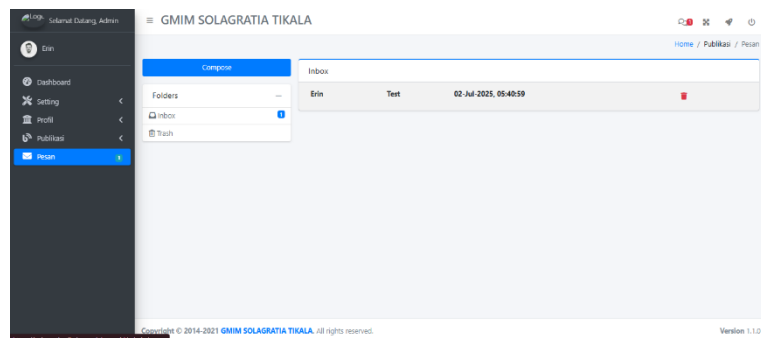 Logo Selamat Datang, Admin
GMIM SOLAGRATIA TIKALA
Erin
Home / Publikasi / Pesan
Dashboard
Setting
Profil
Publikasi
Pesan 1
Compose
Folders
Inbox 1
Trash
Inbox
Erin Test 02-Jul-2025, 05:40:59
Copyright © 2014-2021 GMIM SOLAGRATIA TIKALA. All rights reserved.
Version 1.1.0